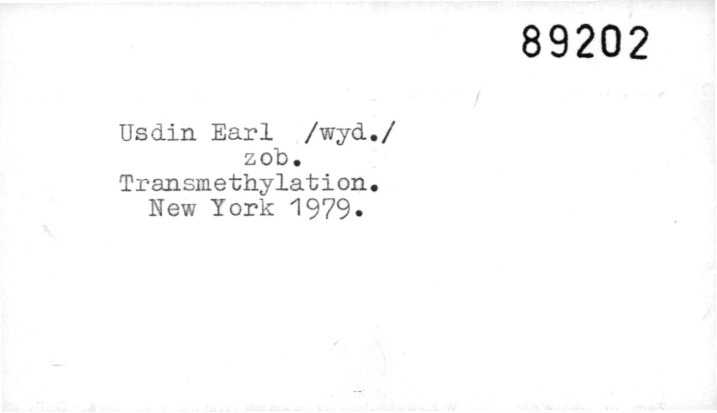 89202
Usdin Earl /wyd./
zob.
Transmethylation.
New York 1979.